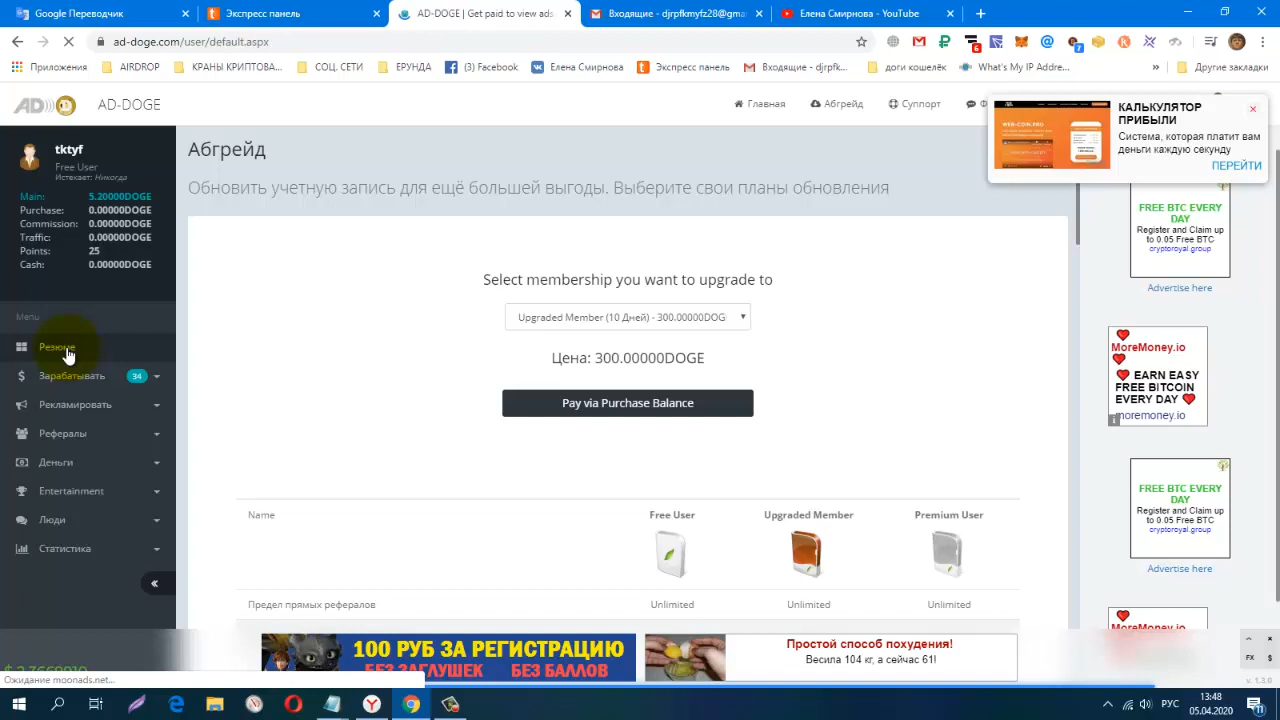 Экспресс панель
AD-DOGE | Get paid to view ads
Входящие - djrpfkmyfz28@gma
Елена Смирнова - YouTube
ad-doge.com/user/default.aspx
6
7
Приложения
AIRDROP
КРАНЫ КРИПТОВА...
СОЦ. СЕТИ
ЕРУНДА
(3) Facebook
Елена Смирнова
Экспресс панель
Входящие - djrpfk...
доги кошелёк
What's My IP Addre...
»
Другие закладки
AD
AD-DOGE
Главная
Абгрейд
Суппорт
КАЛЬКУЛЯТОР
ПРИБЫЛИ
Система, которая платит вам
деньги каждую секунду
ПЕРЕЙТИ
tktyf
Free User
Истекает: Никогда
Main: 5.20000DOGE
Purchase: 0.00000DOGE
Commission: 0.00000DOGE
Traffic: 0.00000DOGE
Points: 25
Cash: 0.00000DOGE
Menu
Резюме
Зарабатывать 34
Рекламировать
Рефералы
Деньги
Entertainment
Люди
Статистика
«
Абгрейд
Обновить учетную запись для ещё большей выгоды. Выберите свои планы обновления
Select membership you want to upgrade to
Upgraded Member (10 Дней) - 300.00000DOG
Цена: 300.00000DOGE
Pay via Purchase Balance
Name Free User Upgraded Member Premium User
Предел прямых рефералов Unlimited Unlimited Unlimited
FREE BTC EVERY
DAY
Register and Claim up
to 0.05 Free BTC
cryptoroyal.group
Advertise here
MoreMoney.io
EARN EASY
FREE BITCOIN
EVERY DAY
moremoney.io
FREE BTC EVERY
DAY
Register and Claim up
to 0.05 Free BTC
cryptoroyal.group
Advertise here
MoreMoney.io
100 РУБ ЗА РЕГИСТРАЦИЮ
БЕЗ ЗАГЛУШЕК БЕЗ БАЛЛОВ
Простой способ похудения!
Весила 104 кг, а сейчас 61!
FX $
v. 1.3.0
Ожидание moonads.net...
РУС
13:48
05.04.2020